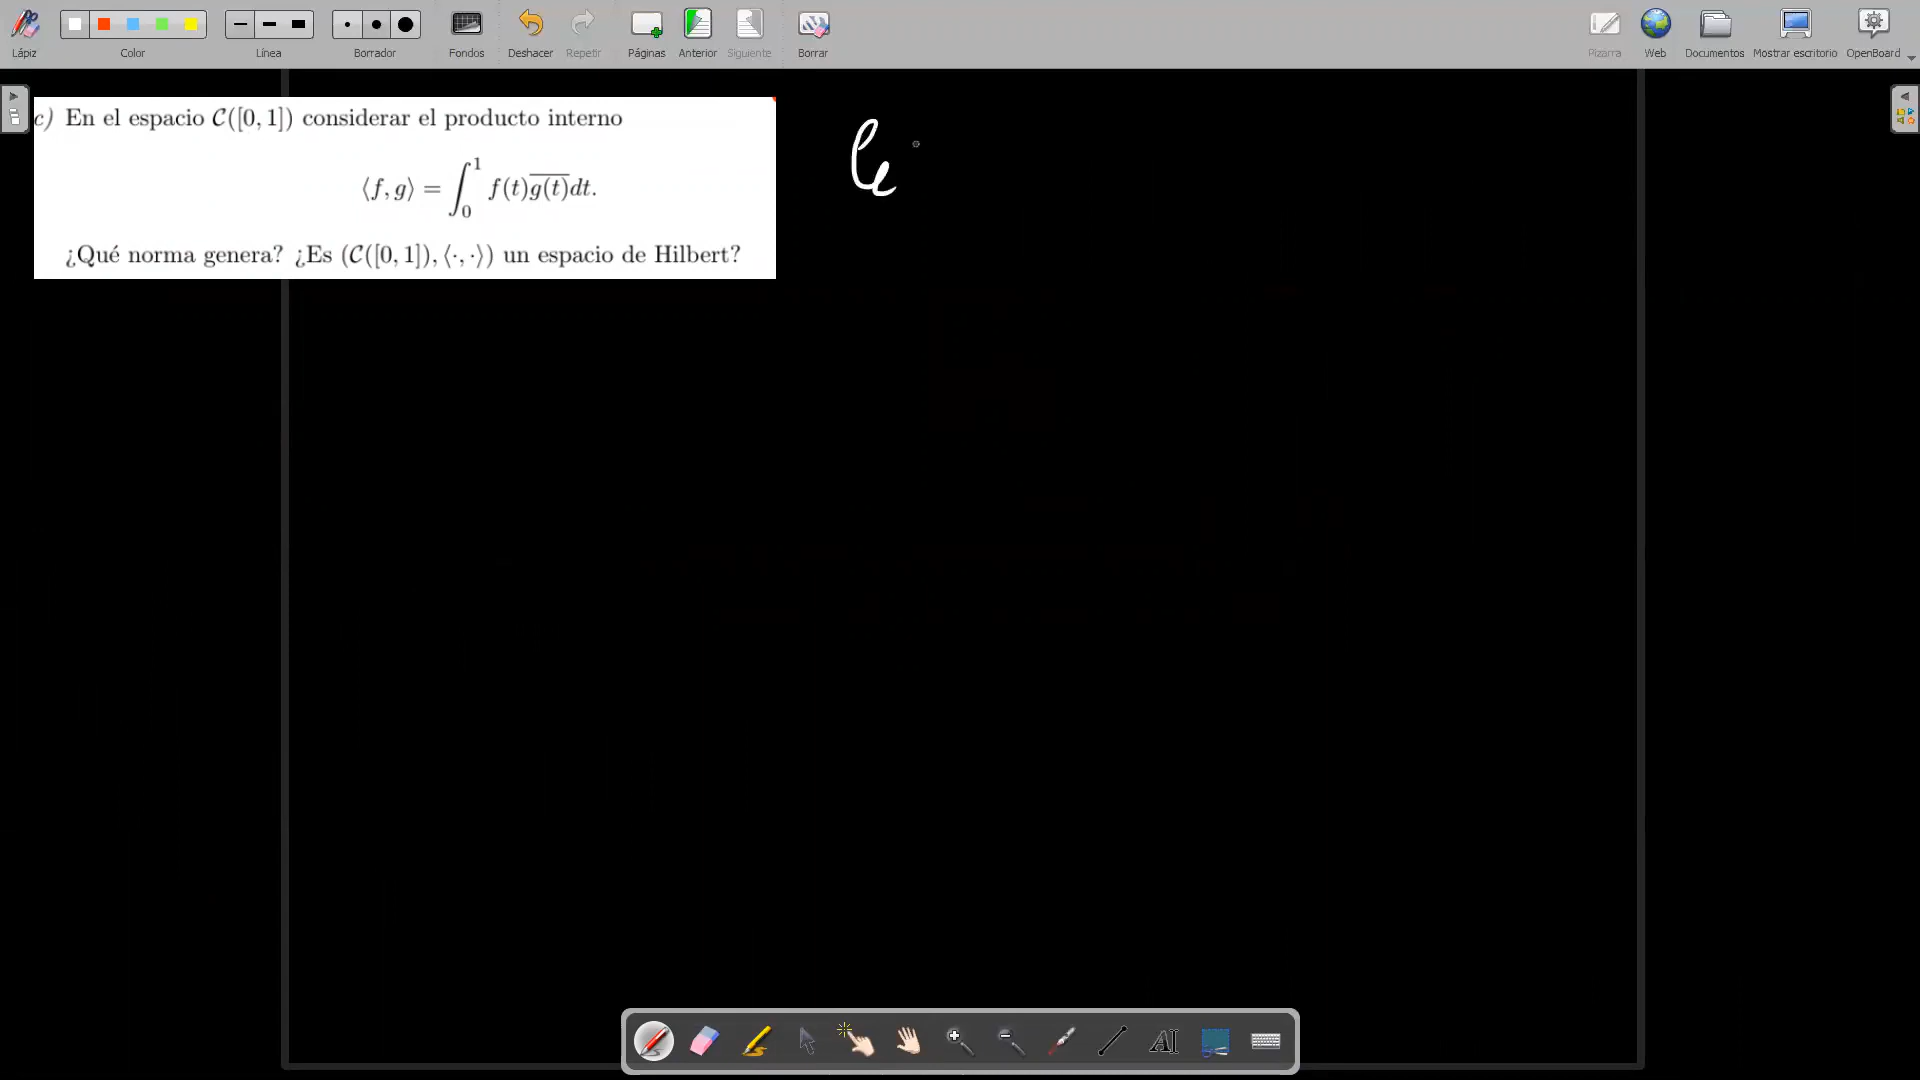 Lápiz
Color
Línea
Borrador
Fondos
Deshacer
Repetir
Páginas
Anterior
Siguiente
Borrar
Pizarra
Web
Documentos
Mostrar escritorio
OpenBoard
c) En el espacio 𝒞([0, 1]) considerar el producto interno
⟨f, g⟩ = ∫₀¹ f(t)g̅(̅t̅)̅dt.
¿Qué norma genera? ¿Es (𝒞([0, 1]), ⟨·, ·⟩) un espacio de Hilbert?
AI